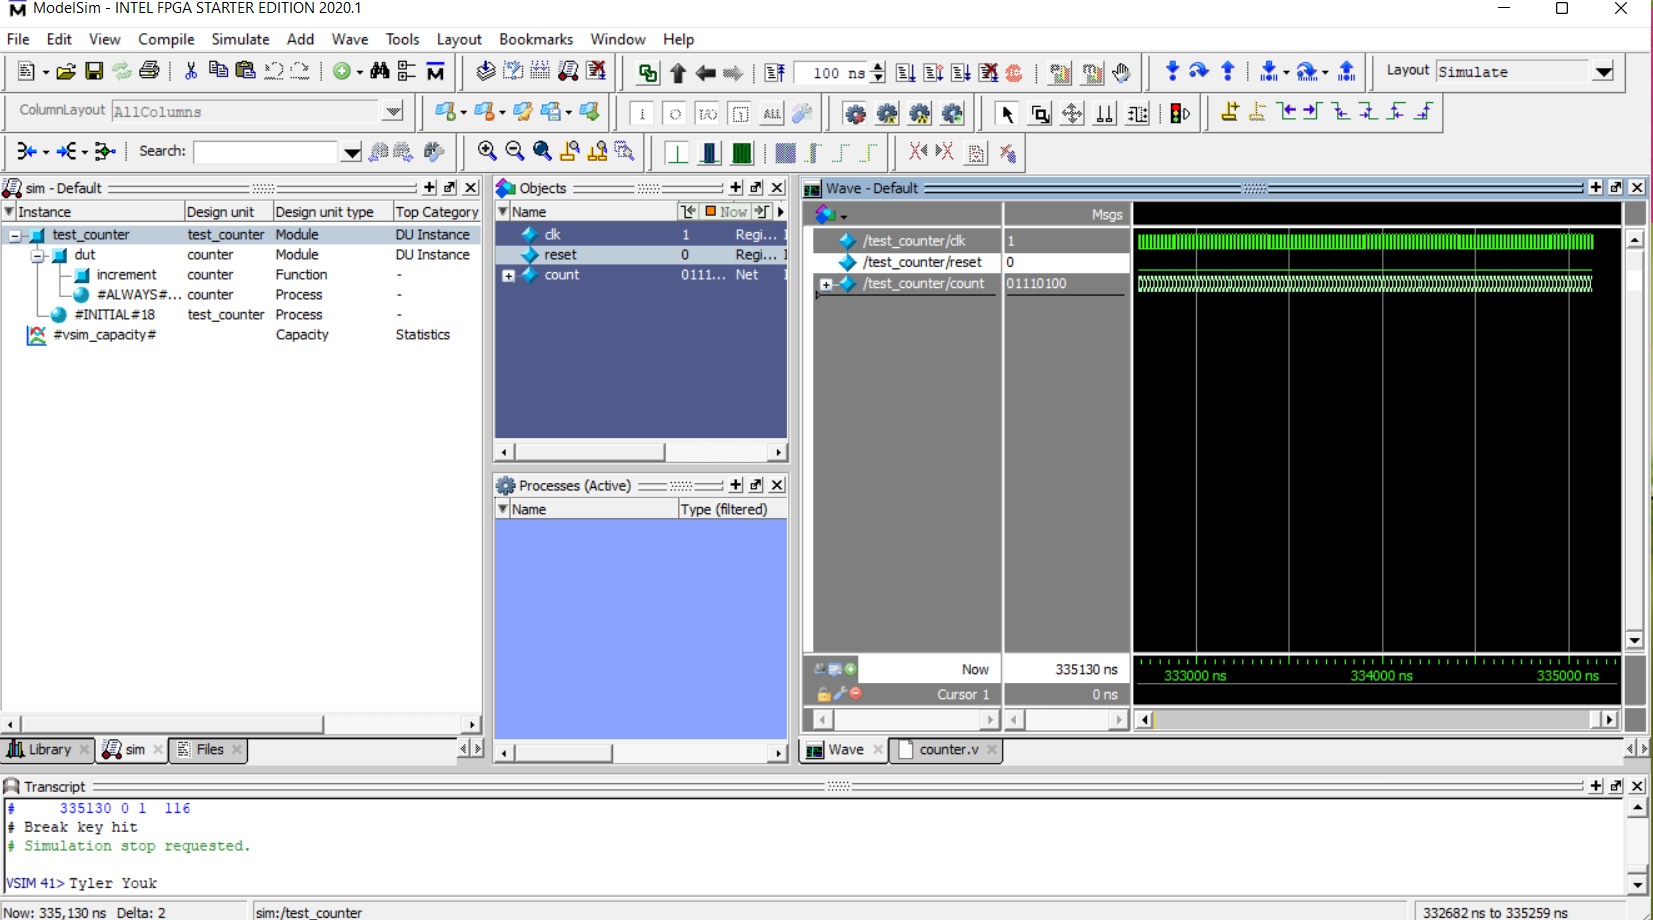 ModelSim - INTEL FPGA STARTER EDITION 2020.1
File Edit View Compile Simulate Add Wave Tools Layout Bookmarks Window Help
100 ns
Layout Simulate
ColumnLayout AllColumns
ALL
Search:
sim - Default
Instance Design unit Design unit type Top Category
test_counter test_counter Module DU Instance
dut counter Module DU Instance
increment counter Function -
#ALWAYS#... counter Process -
#INITIAL#18 test_counter Process -
#vsim_capacity# Capacity Statistics
Library sim Files
Objects
Name Now
clk 1 Regi...
reset 0 Regi...
count 0111... Net
Processes (Active)
Name Type (filtered)
Wave - Default
Msgs
/test_counter/clk 1
/test_counter/reset 0
/test_counter/count 01110100
Now 335130 ns
Cursor 1 0 ns
333000 ns 334000 ns 335000 ns
Wave counter.v
Transcript
# 335130 0 1 116
# Break key hit
# Simulation stop requested.
VSIM 41> Tyler Youk
Now: 335,130 ns Delta: 2 sim:/test_counter 332682 ns to 335259 ns